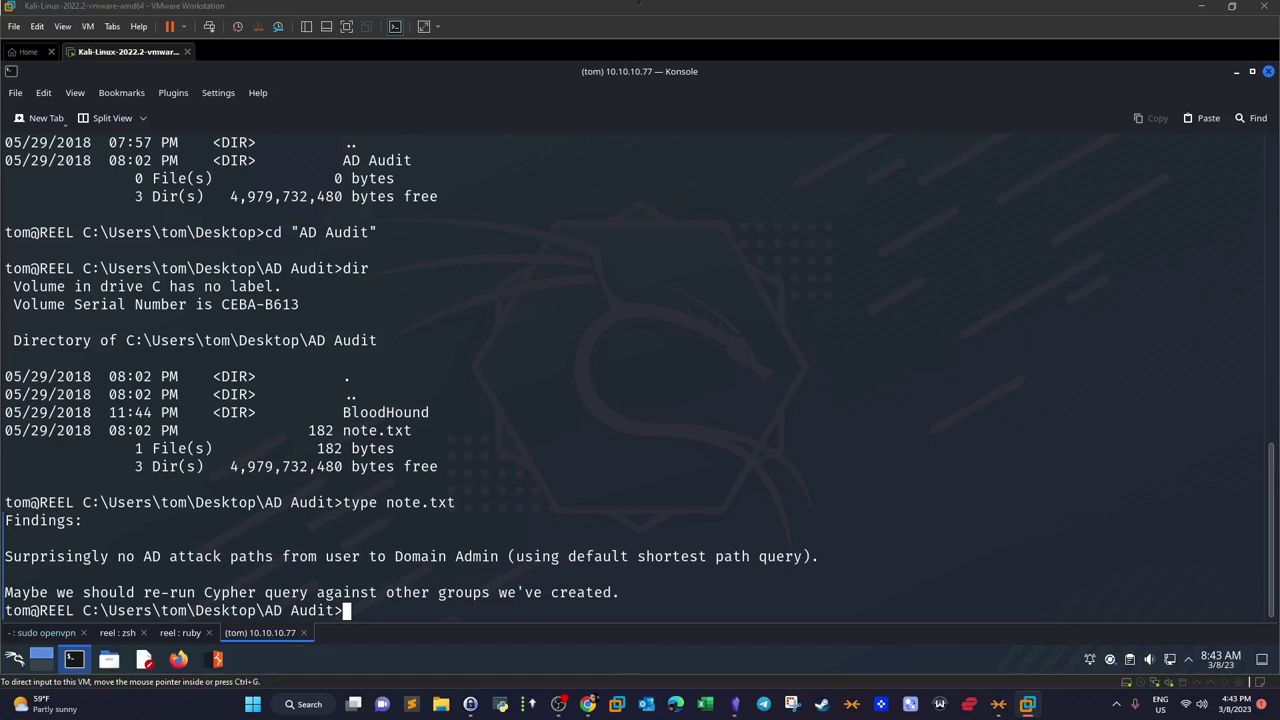 Kali-Linux-2022.2-vmware-amd64 - VMware Workstation
File Edit View VM Tabs Help
Home Kali-Linux-2022.2-vmwar...
(tom) 10.10.10.77 — Konsole
File Edit View Bookmarks Plugins Settings Help
New Tab Split View Copy Paste Find
05/29/2018  07:57 PM    <DIR>          ..
05/29/2018  08:02 PM    <DIR>          AD Audit
0 File(s)              0 bytes
3 Dir(s)   4,979,732,480 bytes free
tom@REEL C:\Users\tom\Desktop>cd "AD Audit"
tom@REEL C:\Users\tom\Desktop\AD Audit>dir
Volume in drive C has no label.
Volume Serial Number is CEBA-B613
Directory of C:\Users\tom\Desktop\AD Audit
05/29/2018  08:02 PM    <DIR>          .
05/29/2018  08:02 PM    <DIR>          ..
05/29/2018  11:44 PM    <DIR>          BloodHound
05/29/2018  08:02 PM               182 note.txt
1 File(s)            182 bytes
3 Dir(s)   4,979,732,480 bytes free
tom@REEL C:\Users\tom\Desktop\AD Audit>type note.txt
Findings:
Surprisingly no AD attack paths from user to Domain Admin (using default shortest path query).
Maybe we should re-run Cypher query against other groups we've created.
tom@REEL C:\Users\tom\Desktop\AD Audit>
- : sudo openvpn reel : zsh reel : ruby (tom) 10.10.10.77
8:43 AM
3/8/23
To direct input to this VM, move the mouse pointer inside or press Ctrl+G.
59°F
Partly sunny
Search
ENG
US
4:43 PM
3/8/2023